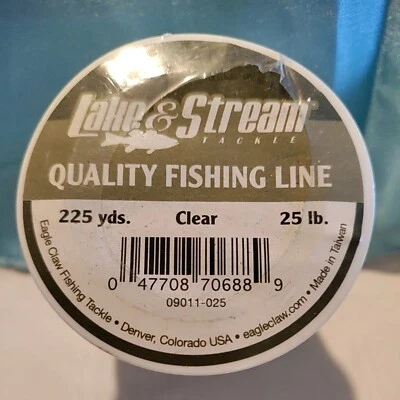 Lake & Stream
TACKLE
QUALITY FISHING LINE
225 yds. Clear 25 lb.
0 47708 70688 9
09011-025
Eagle Claw Fishing Tackle • Denver, Colorado USA • eagleclaw.com • Made in Taiwan